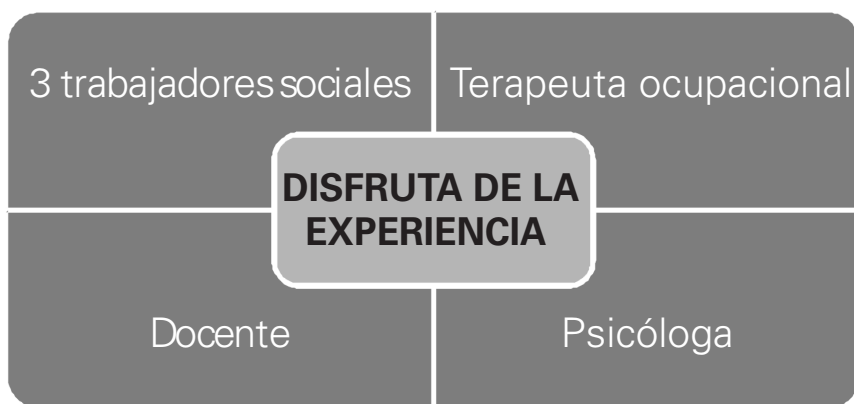 3 trabajadores sociales
Terapeuta ocupacional
DISFRUTA DE LA
EXPERIENCIA
Docente
Psicóloga